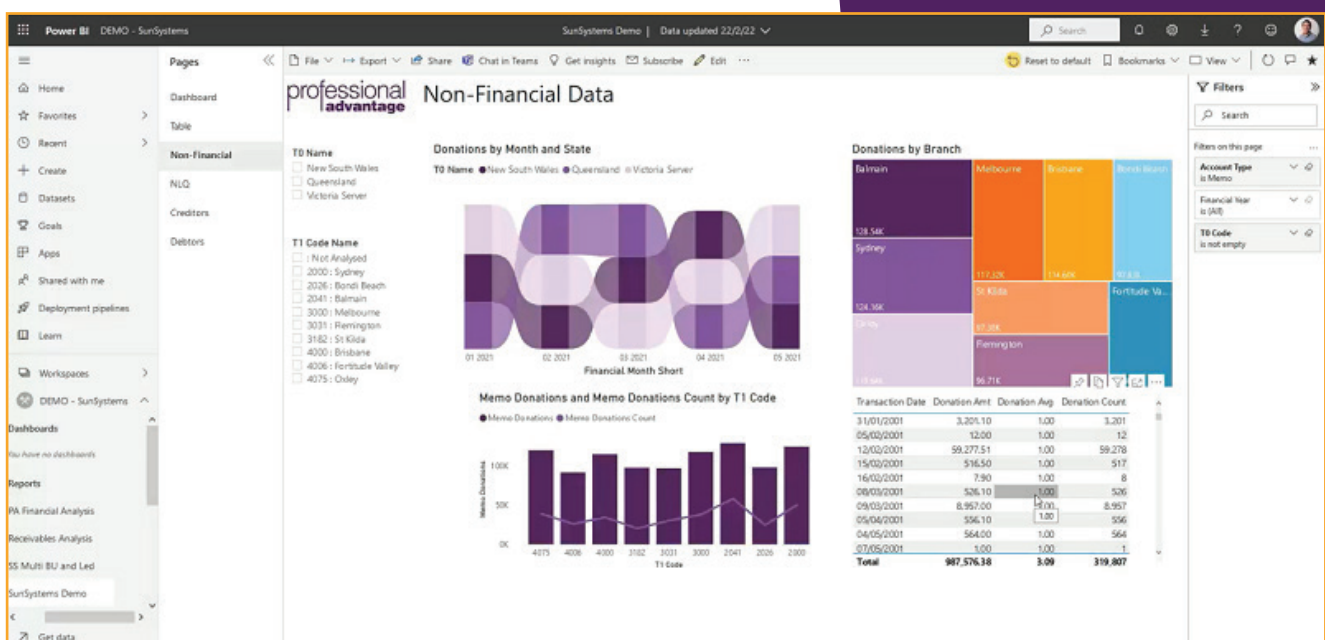 Power BI DEMO - SunSystems
SunSystems Demo | Data updated 22/2/22
Search
Home
Favorites
Recent
Create
Datasets
Goals
Apps
Shared with me
Deployment pipelines
Learn
Workspaces
DEMO - SunSystems
Dashboards
You have no dashboards
Reports
PA Financial Analysis
Receivables Analysis
SS Multi BU and Led
SunSystems Demo
Get data
Pages
Dashboard
Table
Non-Financial
NLQ
Creditors
Debtors
File Export Share Chat in Teams Get insights Subscribe Edit ...
Reset to default Bookmarks View
professional
advantage
Non-Financial Data
T0 Name
New South Wales
Queensland
Victoria Server
T1 Code Name
: Not Analysed
2000 : Sydney
2026 : Bondi Beach
2041 : Balmain
3000 : Melbourne
3031 : Flemington
3182 : St Kilda
4000 : Brisbane
4006 : Fortitude Valley
4075 : Oxley
Donations by Month and State
T0 Name New South Wales Queensland Victoria Server
01 2021 02 2021 03 2021 04 2021 05 2021
Financial Month Short
Memo Donations and Memo Donations Count by T1 Code
Memo Donations Memo Donations Count
Memo Donations
100K
50K
0K
4075 4006 4000 3182 3031 3000 2041 2026 2000
T1 Code
Donations by Branch
Balmain
128.54K
Sydney
124.16K
Oxley
Melbourne
117.32K
Brisbane
114.60K
Bondi Beach
St Kilda
97.38K
Flemington
96.71K
Fortitude Va...
Transaction Date Donation Amt Donation Avg Donation Count
31/01/2001 3,201.10 1.00 3,201
05/02/2001 12.00 1.00 12
12/02/2001 59,277.51 1.00 59,278
15/02/2001 516.50 1.00 517
16/02/2001 7.90 1.00 8
08/03/2001 526.10 1.00 526
09/03/2001 8,957.00 1.00 8,957
1.00
05/04/2001 556.10 556
04/05/2001 564.00 1.00 564
07/05/2001 1.00 1.00 1
Total 987,576.38 3.09 319,807
Filters
Search
Filters on this page ...
Account Type
is Memo
Financial Year
is (All)
T0 Code
is not empty